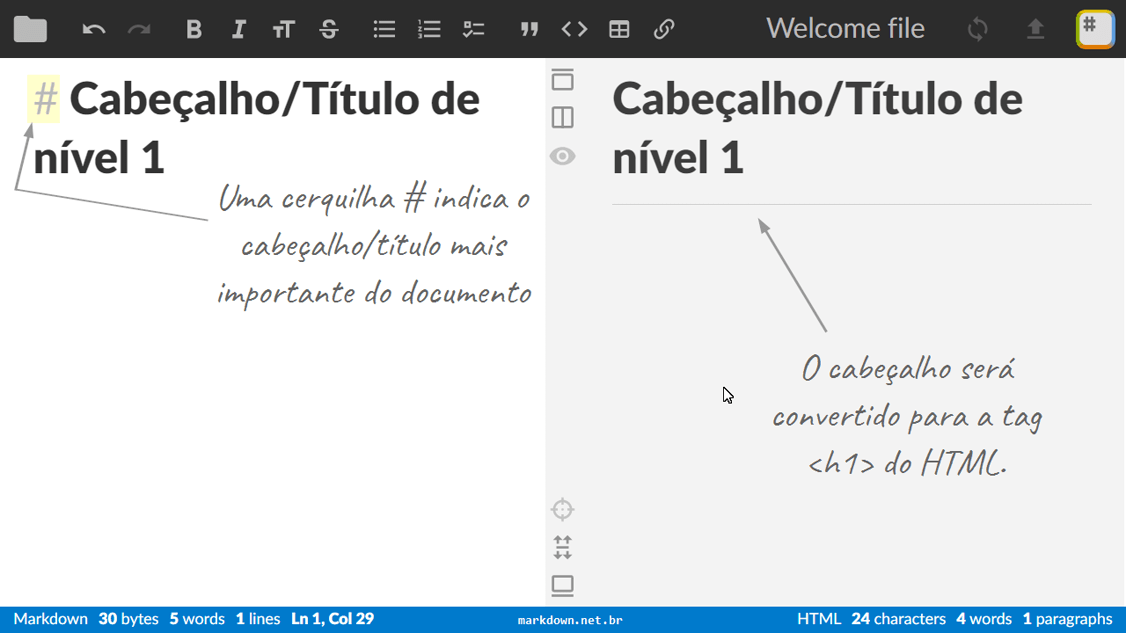 Welcome file
# Cabeçalho/Título de
nível 1
Uma cerquilha # indica o
cabeçalho/título mais
importante do documento
Cabeçalho/Título de
nível 1
O cabeçalho será
convertido para a tag
<h1> do HTML.
Markdown 30 bytes 5 words 1 lines Ln 1, Col 29
markdown.net.br
HTML 24 characters 4 words 1 paragraphs